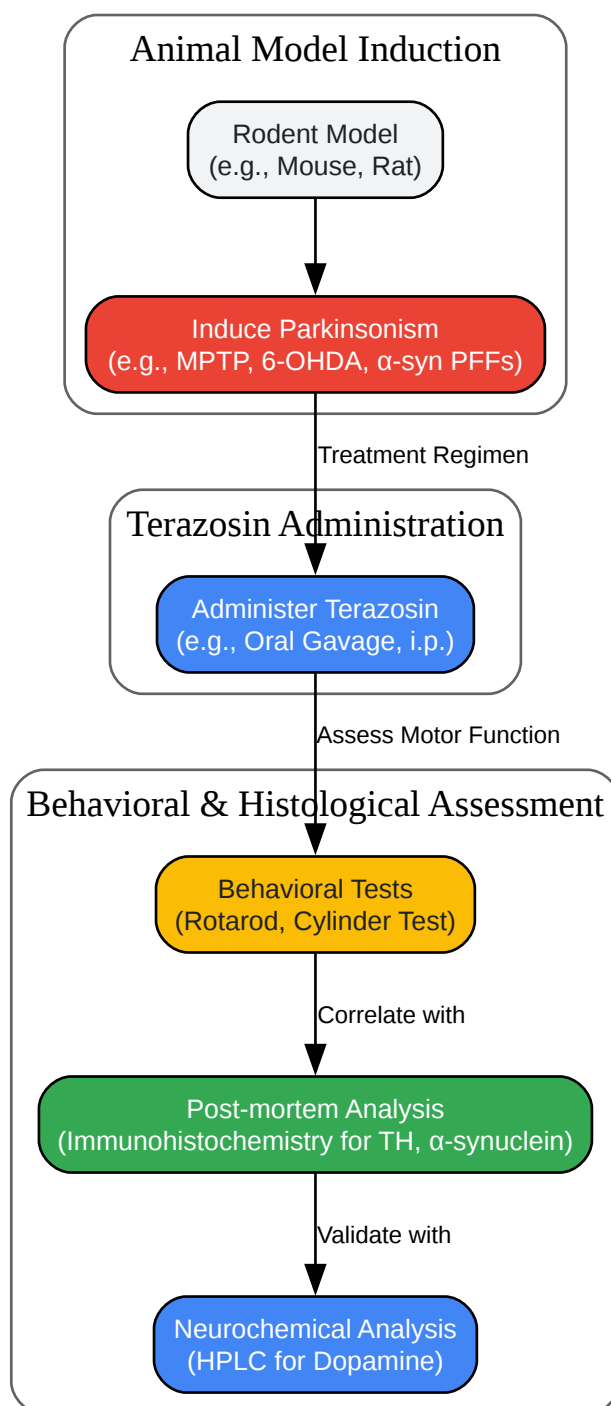 Animal Model Induction
Rodent Model
(e.g., Mouse, Rat)
Induce Parkinsonism
(e.g., MPTP, 6-OHDA, α-syn PFFs)
Treatment Regimen
Terazosin Administration
Administer Terazosin
(e.g., Oral Gavage, i.p.)
Assess Motor Function
Behavioral & Histological Assessment
Behavioral Tests
(Rotarod, Cylinder Test)
Correlate with
Post-mortem Analysis
(Immunohistochemistry for TH, α-synuclein)
Validate with
Neurochemical Analysis
(HPLC for Dopamine)